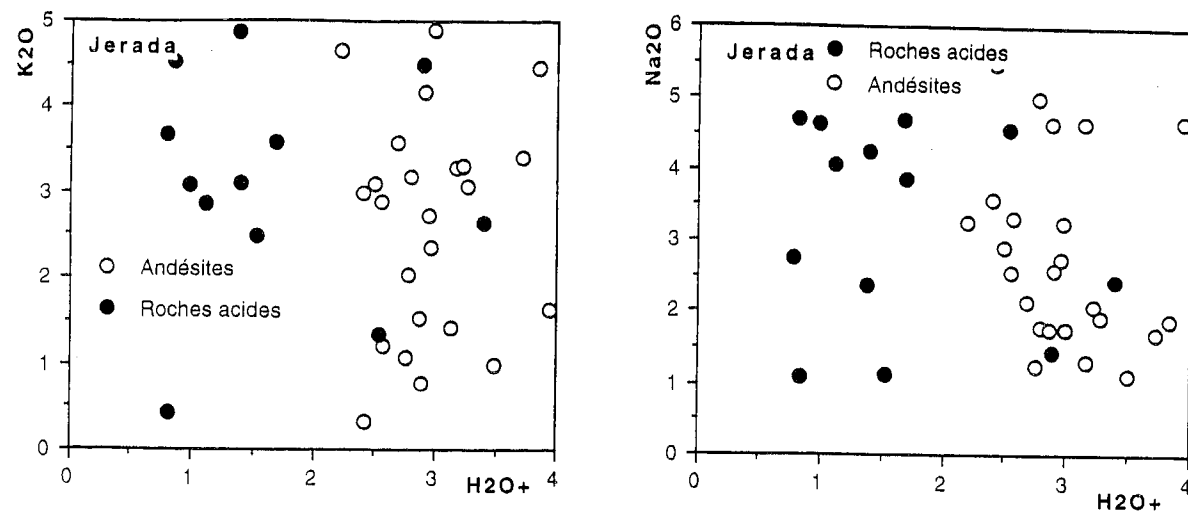 5
4
3
2
1
0
K2O
Jerada
Andésites
Roches acides
0 1 2 3 4
H2O+
6
5
4
3
2
1
0
Na2O
Jerada
Roches acides
Andésites
0 1 2 3 4
H2O+